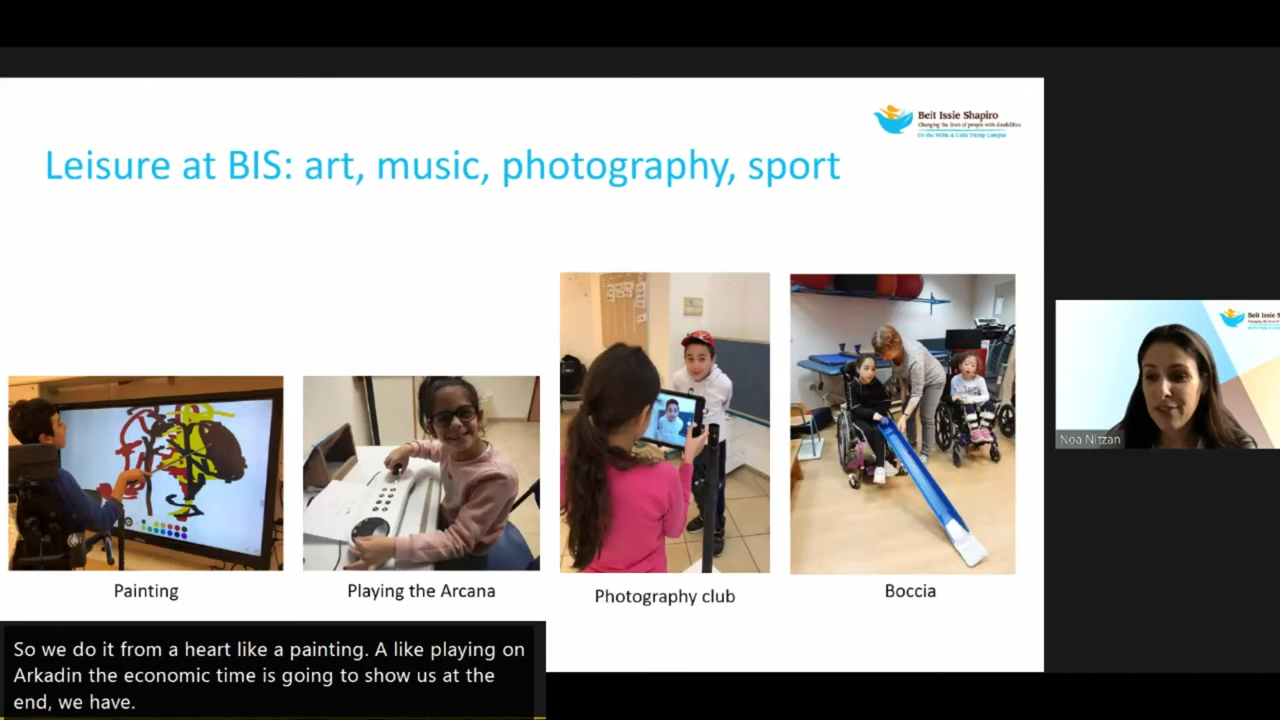 Beit Issie Shapiro
Changing the lives of people with disabilities
On the Willie & Celia Trump Campus
Leisure at BIS: art, music, photography, sport
Painting
Playing the Arcana
Photography club
Boccia
So we do it from a heart like a painting. A like playing on
Arkadin the economic time is going to show us at the
end, we have.
Beit Issie S
Noa Nitzan